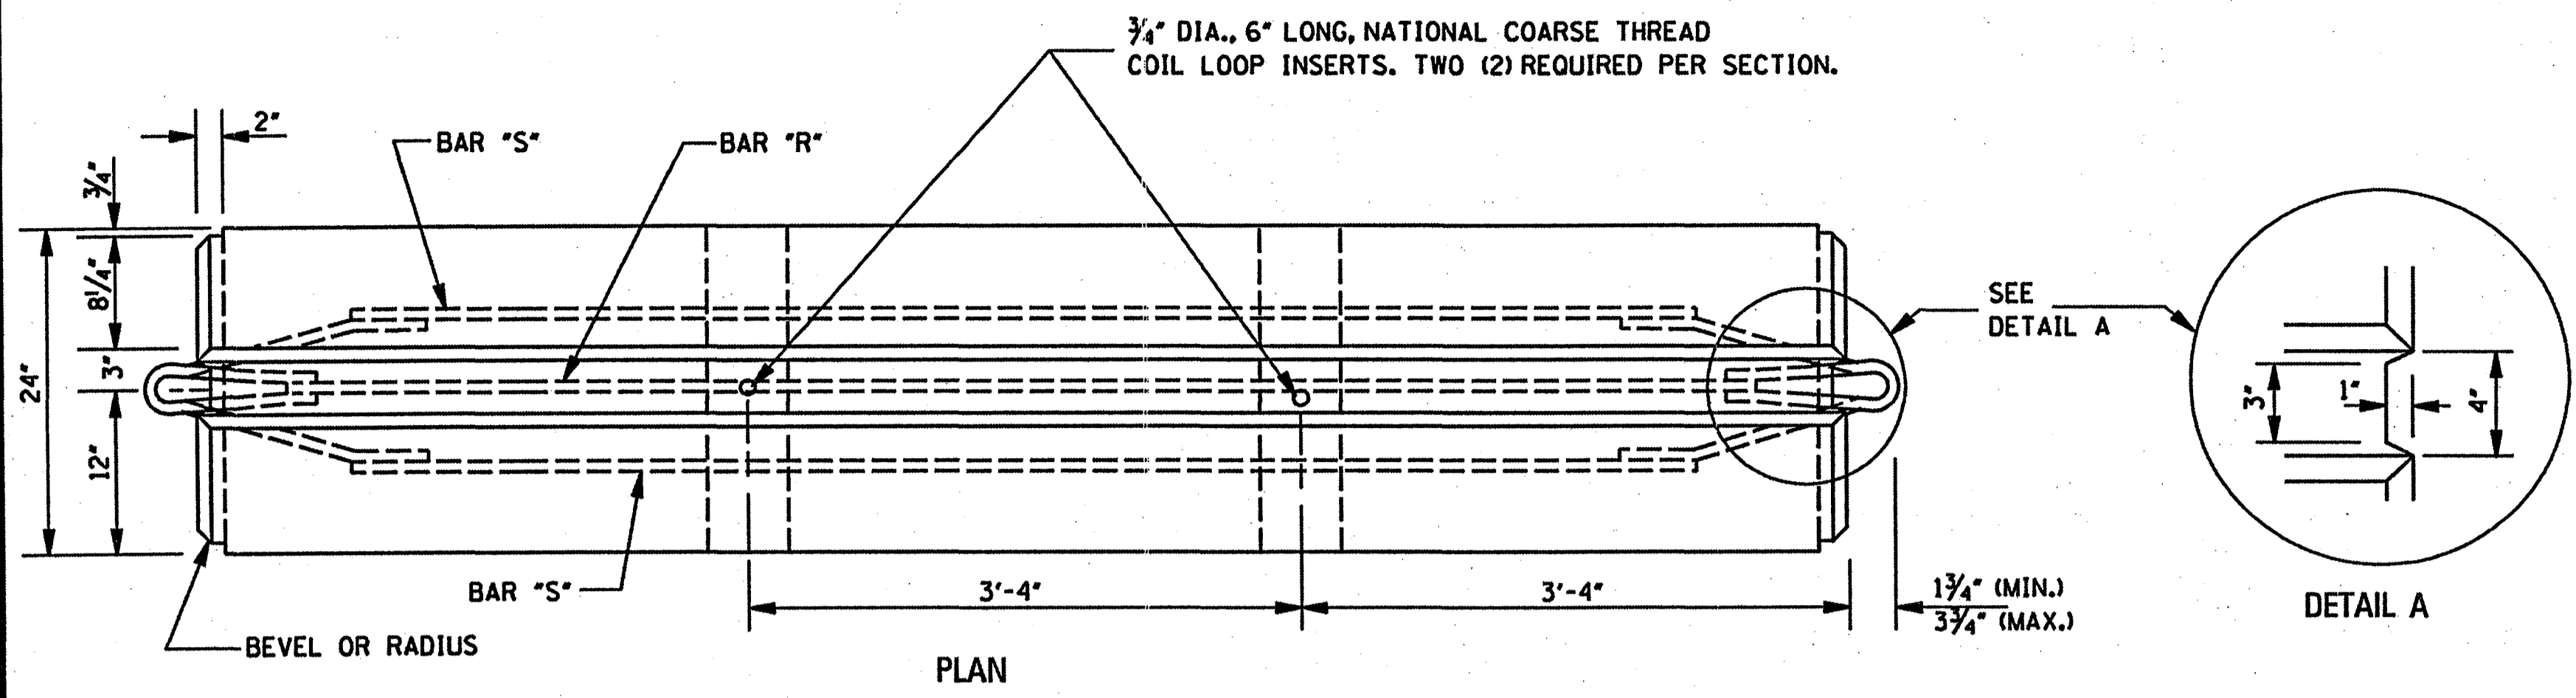 3/4" DIA., 6" LONG, NATIONAL COARSE THREAD
COIL LOOP INSERTS. TWO (2) REQUIRED PER SECTION.
2"
BAR "S"
BAR "R"
3/4"
8 1/4"
3"
24"
12"
SEE
DETAIL A
3"
1"
4"
BAR "S"
3'-4"
3'-4"
1 3/4" (MIN.)
3 3/4" (MAX.)
DETAIL A
BEVEL OR RADIUS
PLAN